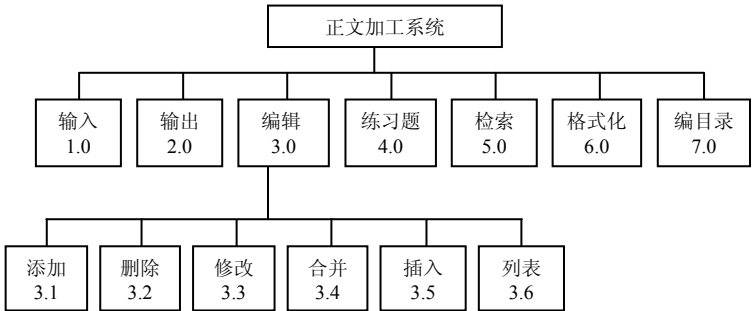 正文加工系统
输入
1.0
输出
2.0
编辑
3.0
练习题
4.0
检索
5.0
格式化
6.0
编目录
7.0
添加
3.1
删除
3.2
修改
3.3
合并
3.4
插入
3.5
列表
3.6